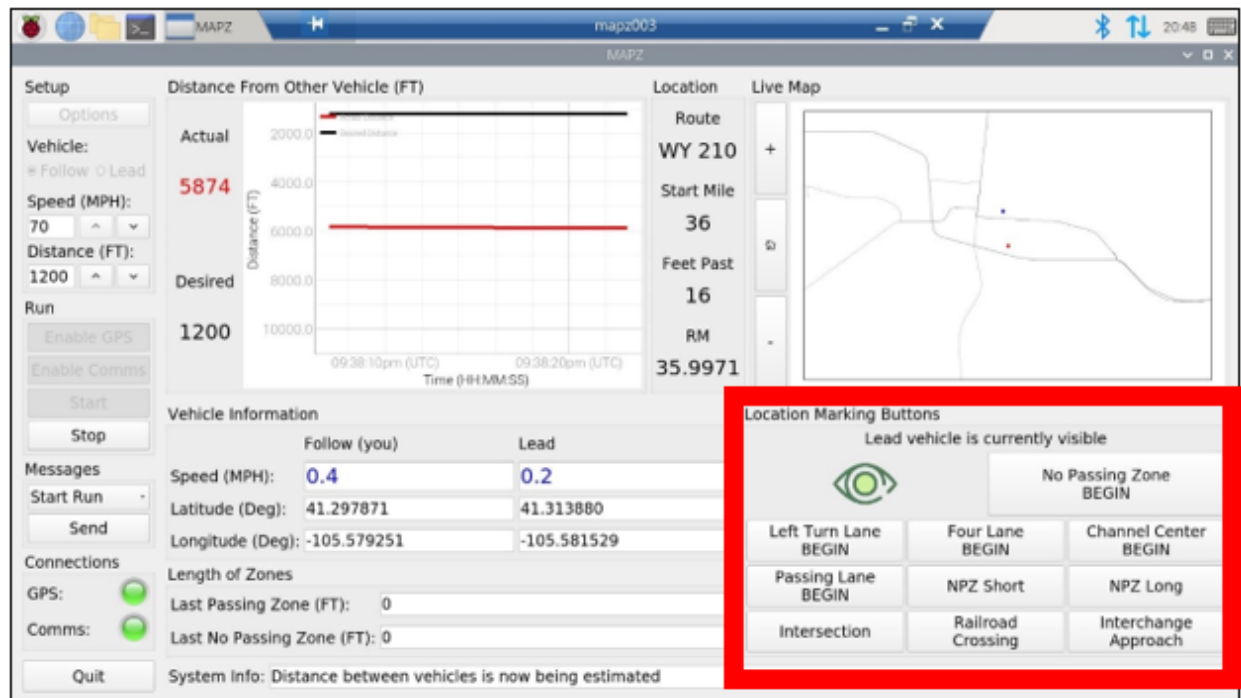 MAPZ
mapz003
20:48
MAPZ
Setup
Options
Vehicle:
Follow Lead
Speed (MPH):
70
Distance (FT):
1200
Run
Enable GPS
Enable Comms
Start
Stop
Messages
Start Run
Send
Connections
GPS:
Comms:
Quit
Distance From Other Vehicle (FT)
Actual
5874
Desired
1200
Distance (FT)
2000.0
4000.0
6000.0
8000.0
10000.0
Desired Distance
09:38:10pm (UTC) 09:38:20pm (UTC)
Time (HH:MM:SS)
Location
Route
WY 210
Start Mile
36
Feet Past
16
RM
35.9971
Live Map
+
-
Vehicle Information
Follow (you) Lead
Speed (MPH): 0.4 0.2
Latitude (Deg): 41.297871 41.313880
Longitude (Deg): -105.579251 -105.581529
Length of Zones
Last Passing Zone (FT): 0
Last No Passing Zone (FT): 0
System Info: Distance between vehicles is now being estimated
Location Marking Buttons
Lead vehicle is currently visible
No Passing Zone
BEGIN
Left Turn Lane
BEGIN
Four Lane
BEGIN
Channel Center
BEGIN
Passing Lane
BEGIN
NPZ Short
NPZ Long
Intersection
Railroad
Crossing
Interchange
Approach